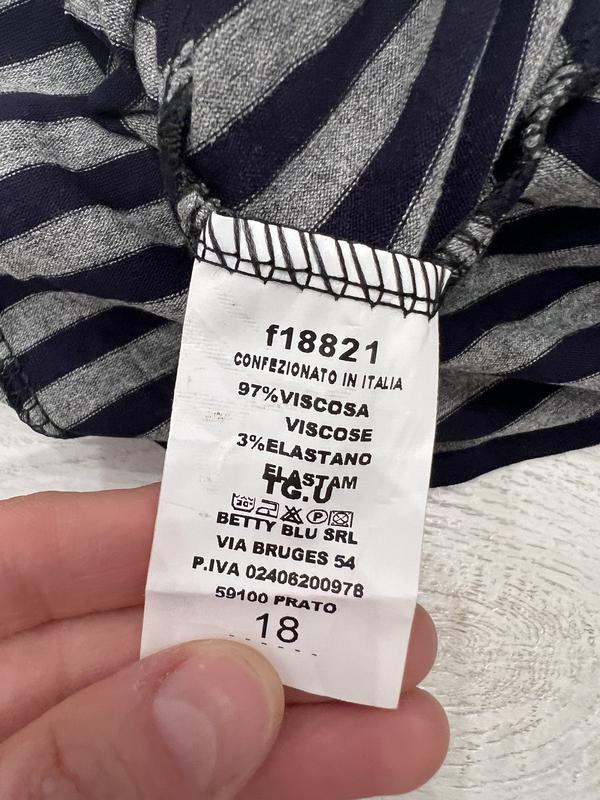 f18821
CONFEZIONATO IN ITALIA
97%VISCOSA
VISCOSE
3%ELASTANO
ELASTAM
TG.U
30°
P
BETTY BLU SRL
VIA BRUGES 54
P.IVA 02406200978
59100 PRATO
18